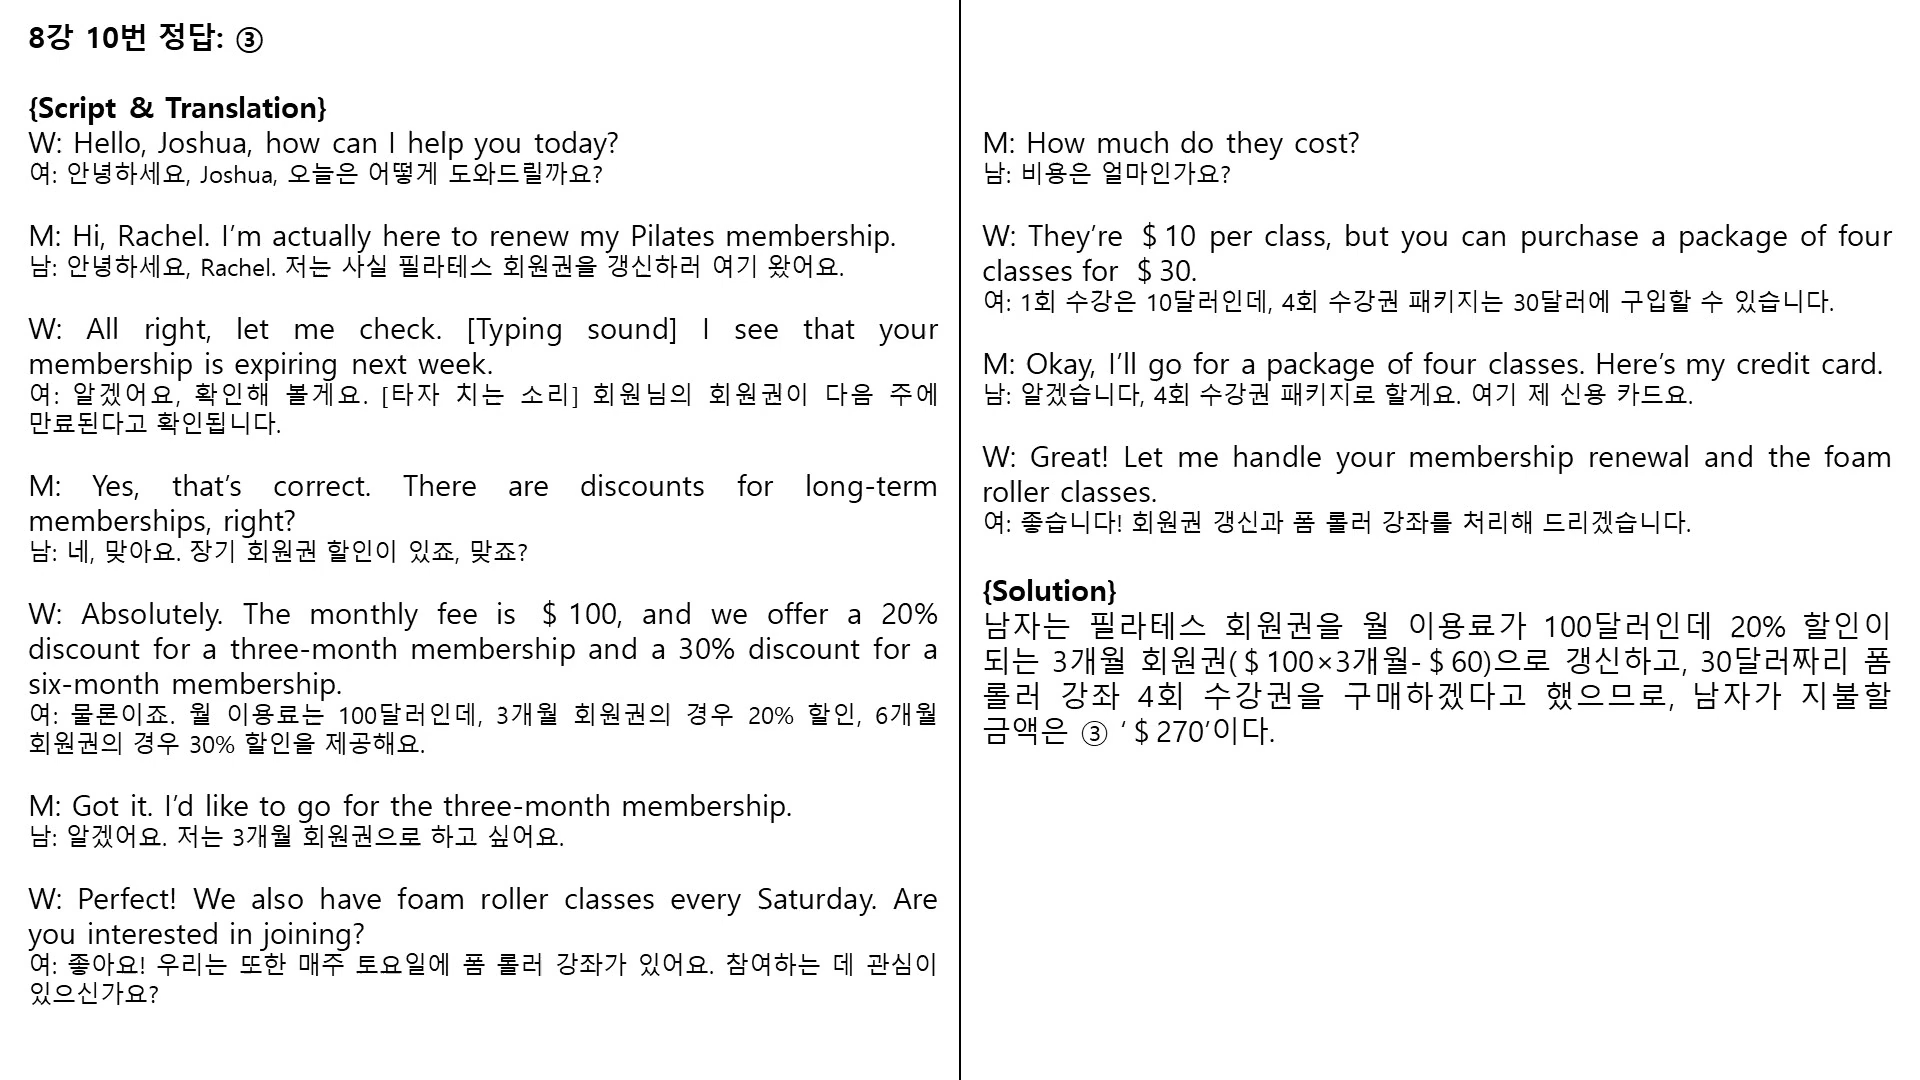 8강 10번 정답: ③
{Script & Translation}
W: Hello, Joshua, how can I help you today?
여: 안녕하세요, Joshua, 오늘은 어떻게 도와드릴까요?
M: Hi, Rachel. I’m actually here to renew my Pilates membership.
남: 안녕하세요, Rachel. 저는 사실 필라테스 회원권을 갱신하러 여기 왔어요.
W: All right, let me check. [Typing sound] I see that your
membership is expiring next week.
여: 알겠어요, 확인해 볼게요. [타자 치는 소리] 회원님의 회원권이 다음 주에
만료된다고 확인됩니다.
M: Yes, that’s correct. There are discounts for long-term
memberships, right?
남: 네, 맞아요. 장기 회원권 할인이 있죠, 맞죠?
W: Absolutely. The monthly fee is ＄100, and we offer a 20%
discount for a three-month membership and a 30% discount for a
six-month membership.
여: 물론이죠. 월 이용료는 100달러인데, 3개월 회원권의 경우 20% 할인, 6개월
회원권의 경우 30% 할인을 제공해요.
M: Got it. I’d like to go for the three-month membership.
남: 알겠어요. 저는 3개월 회원권으로 하고 싶어요.
W: Perfect! We also have foam roller classes every Saturday. Are
you interested in joining?
여: 좋아요! 우리는 또한 매주 토요일에 폼 롤러 강좌가 있어요. 참여하는 데 관심이
있으신가요?
M: How much do they cost?
남: 비용은 얼마인가요?
W: They’re ＄10 per class, but you can purchase a package of four
classes for ＄30.
여: 1회 수강은 10달러인데, 4회 수강권 패키지는 30달러에 구입할 수 있습니다.
M: Okay, I’ll go for a package of four classes. Here’s my credit card.
남: 알겠습니다, 4회 수강권 패키지로 할게요. 여기 제 신용 카드요.
W: Great! Let me handle your membership renewal and the foam
roller classes.
여: 좋습니다! 회원권 갱신과 폼 롤러 강좌를 처리해 드리겠습니다.
{Solution}
남자는 필라테스 회원권을 월 이용료가 100달러인데 20% 할인이
되는 3개월 회원권(＄100×3개월-＄60)으로 갱신하고, 30달러짜리 폼
롤러 강좌 4회 수강권을 구매하겠다고 했으므로, 남자가 지불할
금액은 ③ ‘＄270’이다.